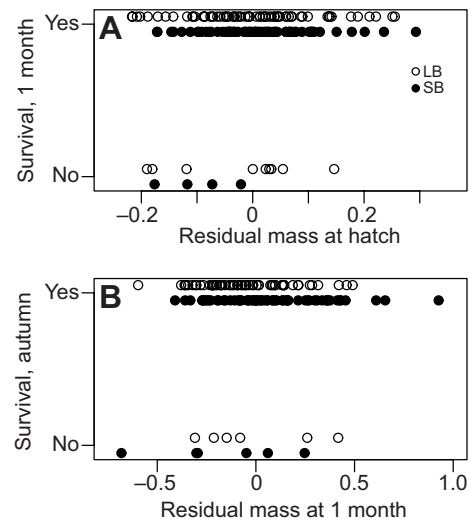 A
Survival, 1 month
Yes
No
LB
SB
−0.2 0 0.2
Residual mass at hatch
B
Survival, autumn
Yes
No
−0.5 0 0.5 1.0
Residual mass at 1 month